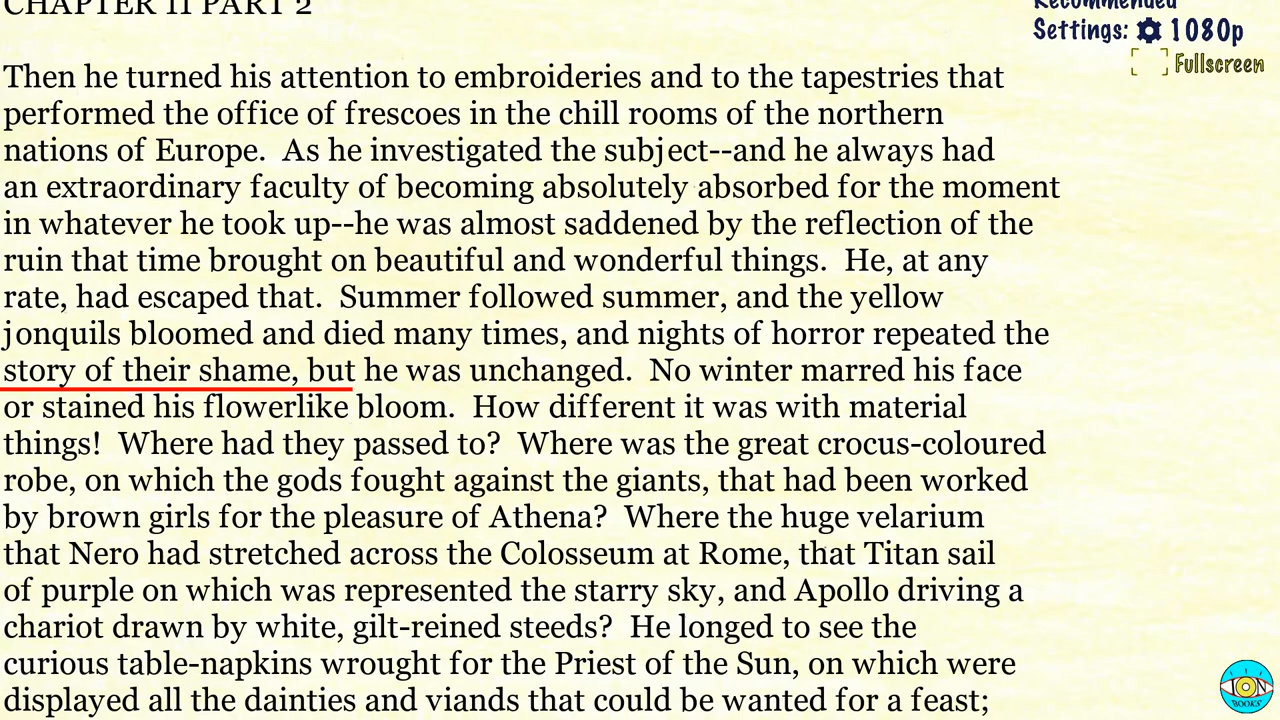 CHAPTER 11 PART 2
Recommended
Settings: 1080p
Fullscreen
Then he turned his attention to embroideries and to the tapestries that
performed the office of frescoes in the chill rooms of the northern
nations of Europe.  As he investigated the subject--and he always had
an extraordinary faculty of becoming absolutely absorbed for the moment
in whatever he took up--he was almost saddened by the reflection of the
ruin that time brought on beautiful and wonderful things.  He, at any
rate, had escaped that.  Summer followed summer, and the yellow
jonquils bloomed and died many times, and nights of horror repeated the
story of their shame, but he was unchanged.  No winter marred his face
or stained his flowerlike bloom.  How different it was with material
things!  Where had they passed to?  Where was the great crocus-coloured
robe, on which the gods fought against the giants, that had been worked
by brown girls for the pleasure of Athena?  Where the huge velarium
that Nero had stretched across the Colosseum at Rome, that Titan sail
of purple on which was represented the starry sky, and Apollo driving a
chariot drawn by white, gilt-reined steeds?  He longed to see the
curious table-napkins wrought for the Priest of the Sun, on which were
displayed all the dainties and viands that could be wanted for a feast;
ION
BOOKS